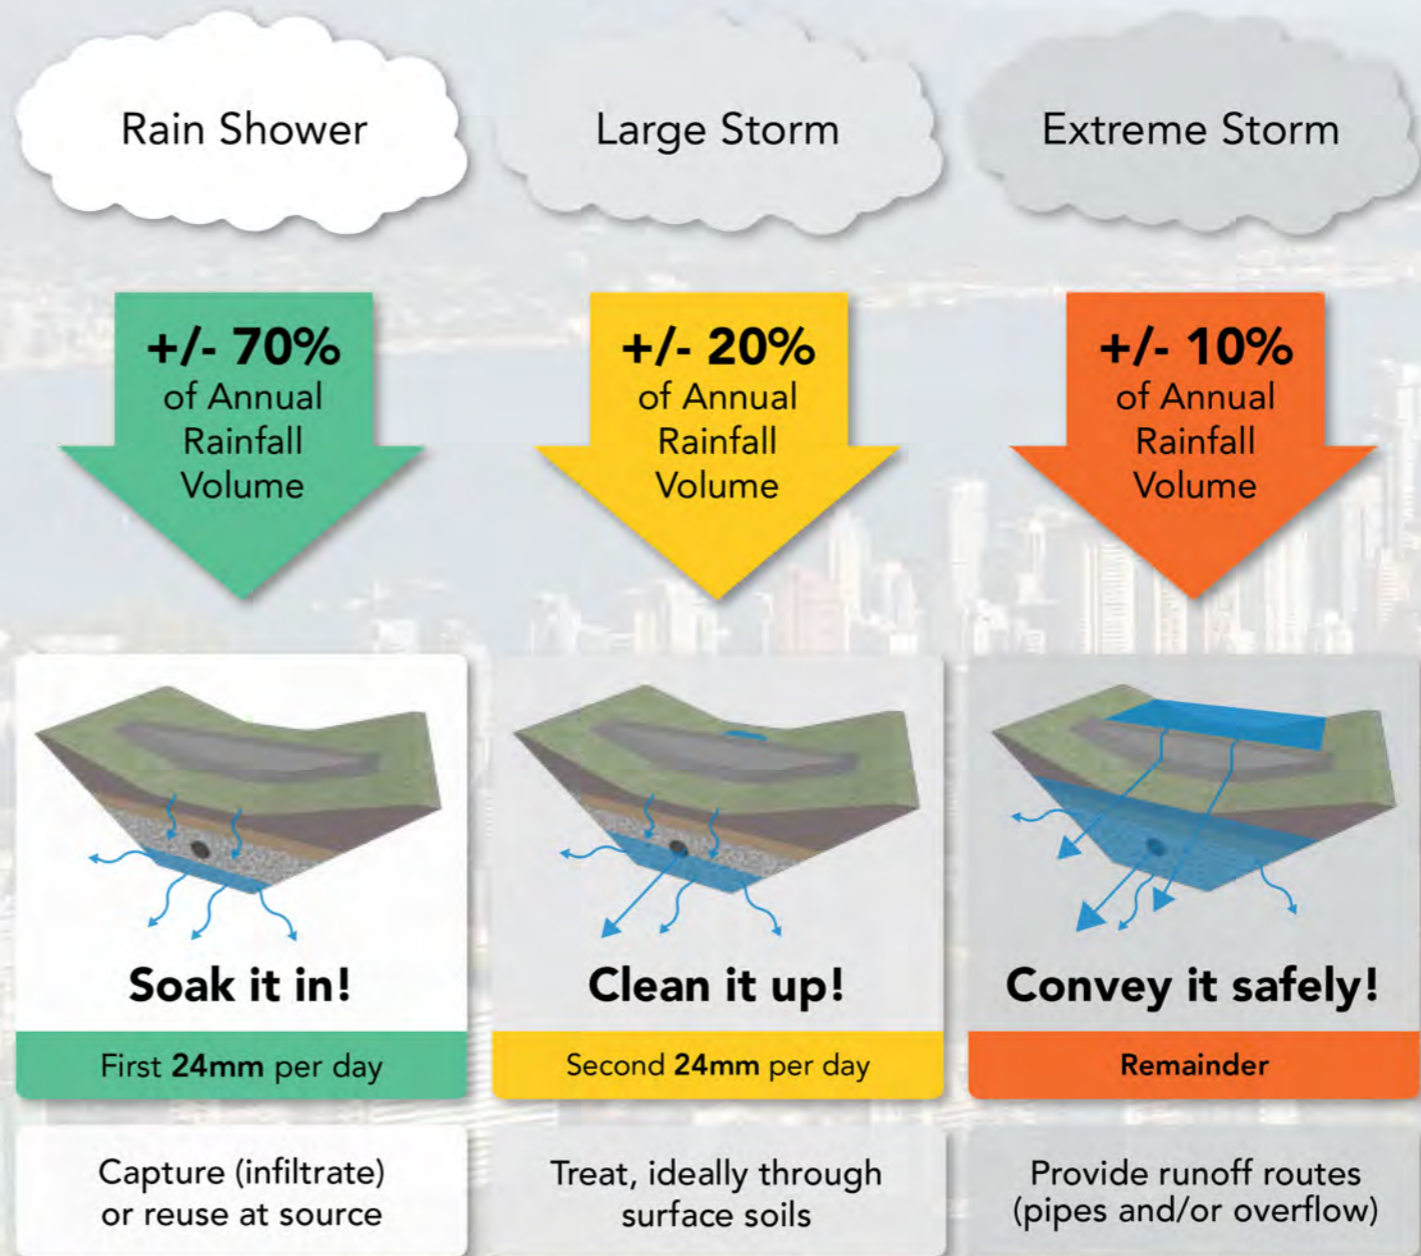 Rain Shower
+/- 70%
of Annual
Rainfall
Volume
Soak it in!
First 24mm per day
Capture (infiltrate)
or reuse at source
Large Storm
+/- 20%
of Annual
Rainfall
Volume
Clean it up!
Second 24mm per day
Treat, ideally through
surface soils
Extreme Storm
+/- 10%
of Annual
Rainfall
Volume
Convey it safely!
Remainder
Provide runoff routes
(pipes and/or overflow)